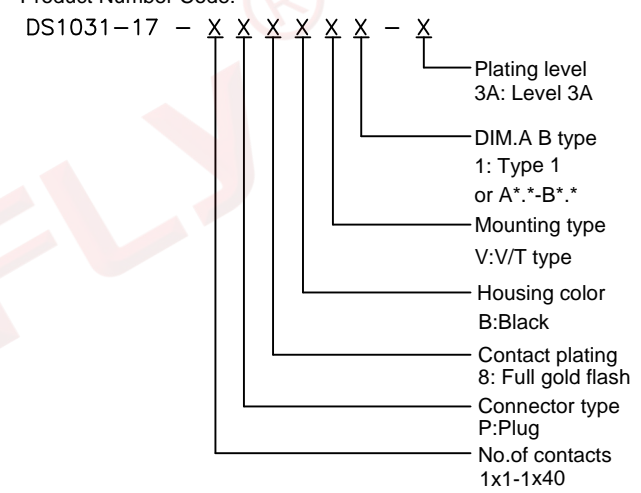 Product Number Code:
DS1031-17 - X X X X X X - X
Plating level
3A: Level 3A
DIM.A B type
1: Type 1
or A*.*-B*.*
Mounting type
V:V/T type
Housing color
B:Black
Contact plating
8: Full gold flash
Connector type
P:Plug
No.of contacts
1x1-1x40
FLY
®